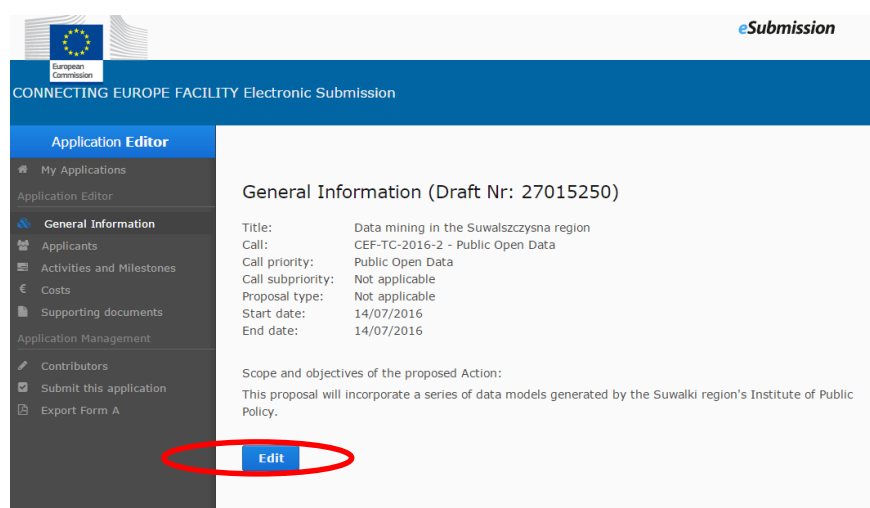 eSubmission
European
Commission
CONNECTING EUROPE FACILITY Electronic Submission
Application Editor
My Applications
Application Editor
General Information
Applicants
Activities and Milestones
€ Costs
Supporting documents
Application Management
Contributors
Submit this application
Export Form A
General Information (Draft Nr: 27015250)
Title: Data mining in the Suwalszczysna region
Call: CEF-TC-2016-2 - Public Open Data
Call priority: Public Open Data
Call subpriority: Not applicable
Proposal type: Not applicable
Start date: 14/07/2016
End date: 14/07/2016
Scope and objectives of the proposed Action:
This proposal will incorporate a series of data models generated by the Suwalki region's Institute of Public
Policy.
Edit